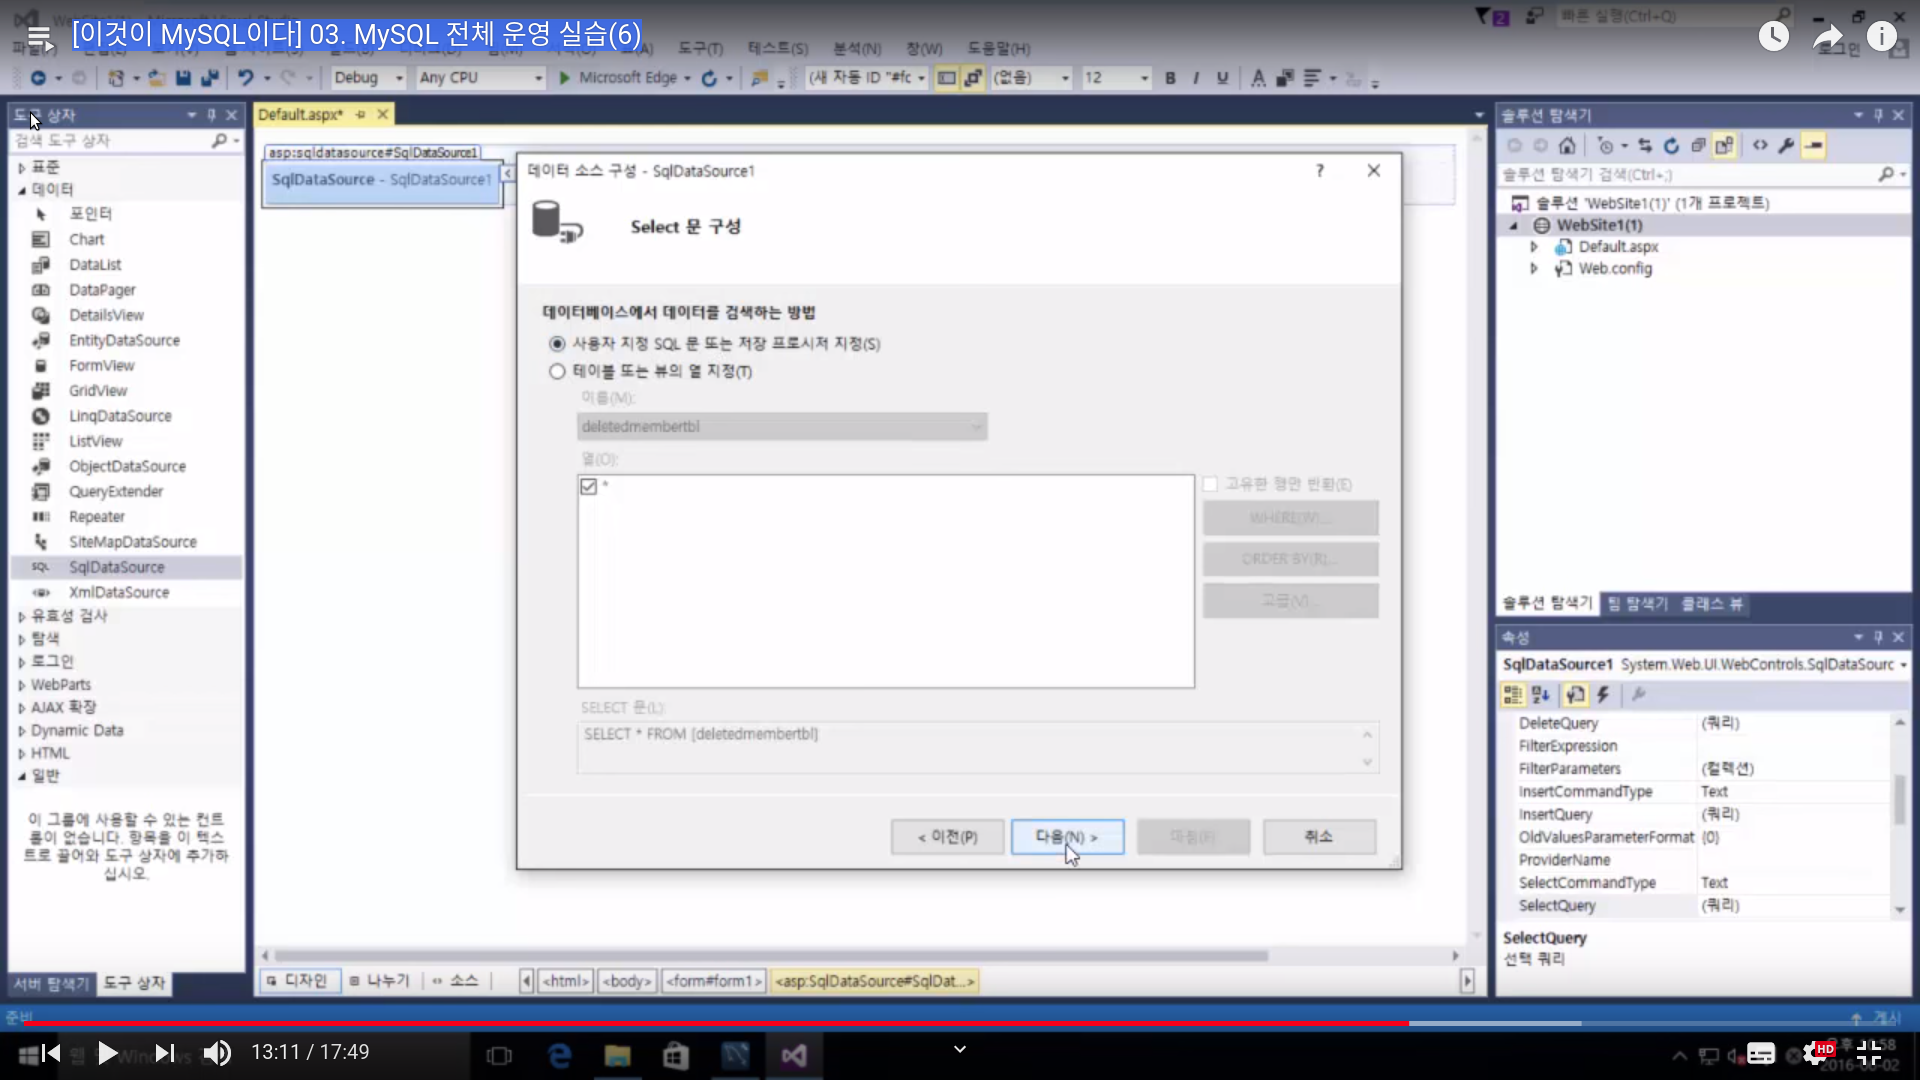 [이것이 MySQL이다] 03. MySQL 전체 운영 실습(6)
2
빠른 실행(Ctrl+Q)
도구(T) 테스트(S) 분석(N) 창(W) 도움말(H)
로그인
Debug Any CPU Microsoft Edge (새 자동 ID "#fc (없음) 12 B I U
도구 상자
검색 도구 상자
표준
데이터
포인터
Chart
DataList
DataPager
DetailsView
EntityDataSource
FormView
GridView
LinqDataSource
ListView
ObjectDataSource
QueryExtender
Repeater
SiteMapDataSource
SQL SqlDataSource
XmlDataSource
유효성 검사
탐색
로그인
WebParts
AJAX 확장
Dynamic Data
HTML
일반
이 그룹에 사용할 수 있는 컨트
롤이 없습니다. 항목을 이 텍스
트로 끌어와 도구 상자에 추가하
십시오.
서버 탐색기 도구 상자
Default.aspx*
asp:sqldatasource#SqlDataSource1
SqlDataSource - SqlDataSource1
데이터 소스 구성 - SqlDataSource1
?
Select 문 구성
데이터베이스에서 데이터를 검색하는 방법
사용자 지정 SQL 문 또는 저장 프로시저 지정(S)
테이블 또는 뷰의 열 지정(T)
이름(M):
deletedmembertbl
열(O):
*
고유한 행만 반환(E)
WHERE(W)...
ORDER BY(R)...
고급(V)...
SELECT 문(L):
SELECT * FROM [deletedmembertbl]
< 이전(P) 다음(N) > 마침(F) 취소
디자인 나누기 소스 <html> <body> <form#form1> <asp:SqlDataSource#SqlDat...>
솔루션 탐색기
솔루션 탐색기 검색(Ctrl+;)
솔루션 'WebSite1(1)' (1개 프로젝트)
WebSite1(1)
Default.aspx
Web.config
솔루션 탐색기 팀 탐색기 클래스 뷰
속성
SqlDataSource1 System.Web.UI.WebControls.SqlDataSourc
DeleteQuery (쿼리)
FilterExpression
FilterParameters (컬렉션)
InsertCommandType Text
InsertQuery (쿼리)
OldValuesParameterFormat {0}
ProviderName
SelectCommandType Text
SelectQuery (쿼리)
SelectQuery
선택 쿼리
준비
게시
13:11 / 17:49
HD